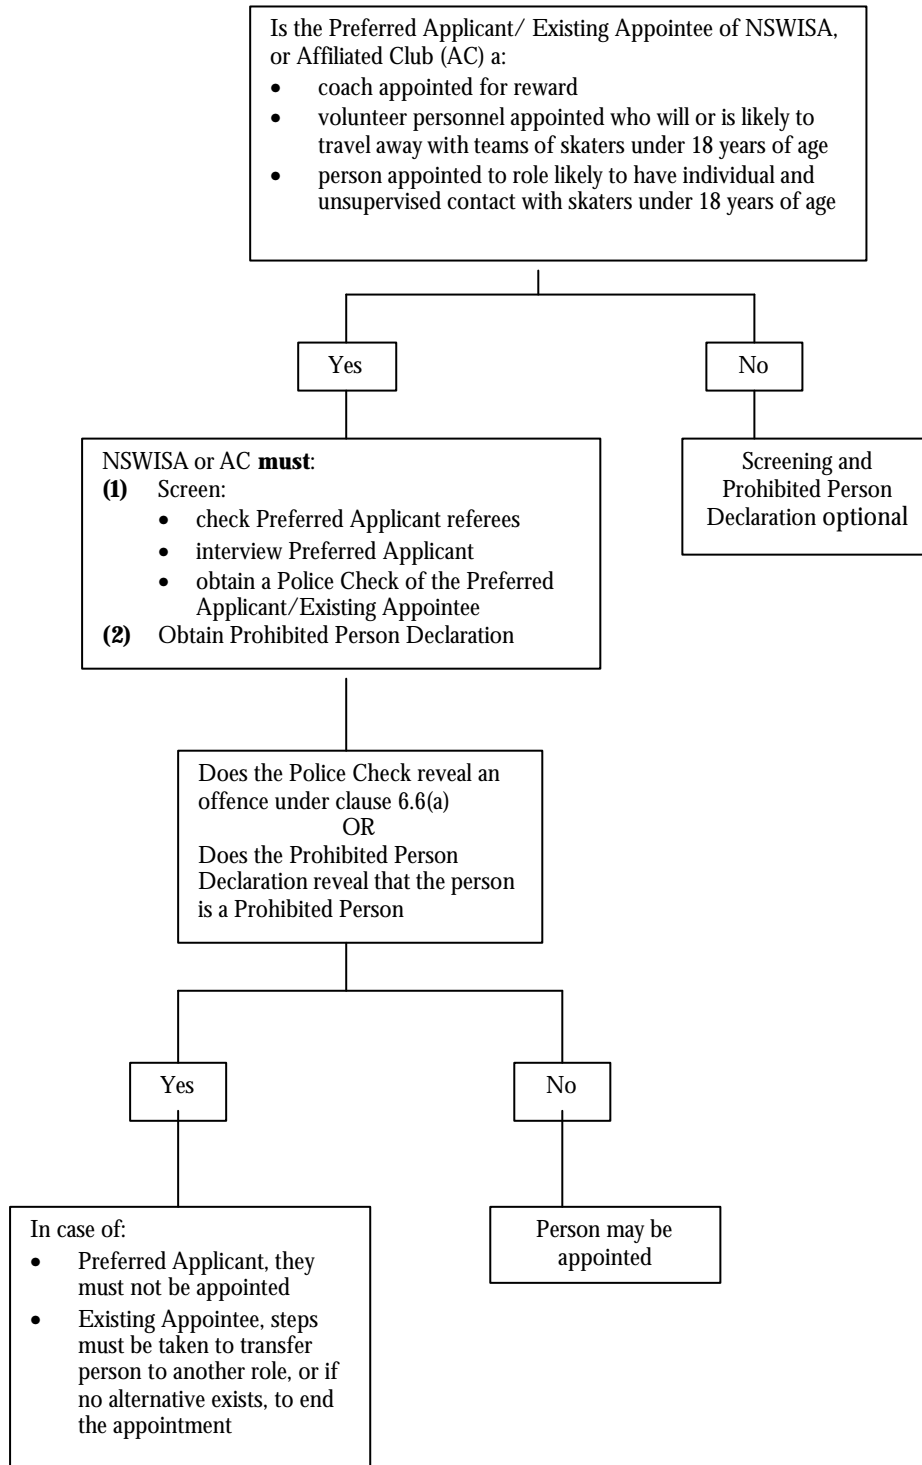 Is the Preferred Applicant/ Existing Appointee of NSWISA,
or Affiliated Club (AC) a:
• coach appointed for reward
• volunteer personnel appointed who will or is likely to
travel away with teams of skaters under 18 years of age
• person appointed to role likely to have individual and
unsupervised contact with skaters under 18 years of age
Yes
No
NSWISA or AC must:
(1) Screen:
• check Preferred Applicant referees
• interview Preferred Applicant
• obtain a Police Check of the Preferred
Applicant/Existing Appointee
(2) Obtain Prohibited Person Declaration
Screening and
Prohibited Person
Declaration optional
Does the Police Check reveal an
offence under clause 6.6(a)
OR
Does the Prohibited Person
Declaration reveal that the person
is a Prohibited Person
Yes
No
In case of:
• Preferred Applicant, they
must not be appointed
• Existing Appointee, steps
must be taken to transfer
person to another role, or if
no alternative exists, to end
the appointment
Person may be
appointed